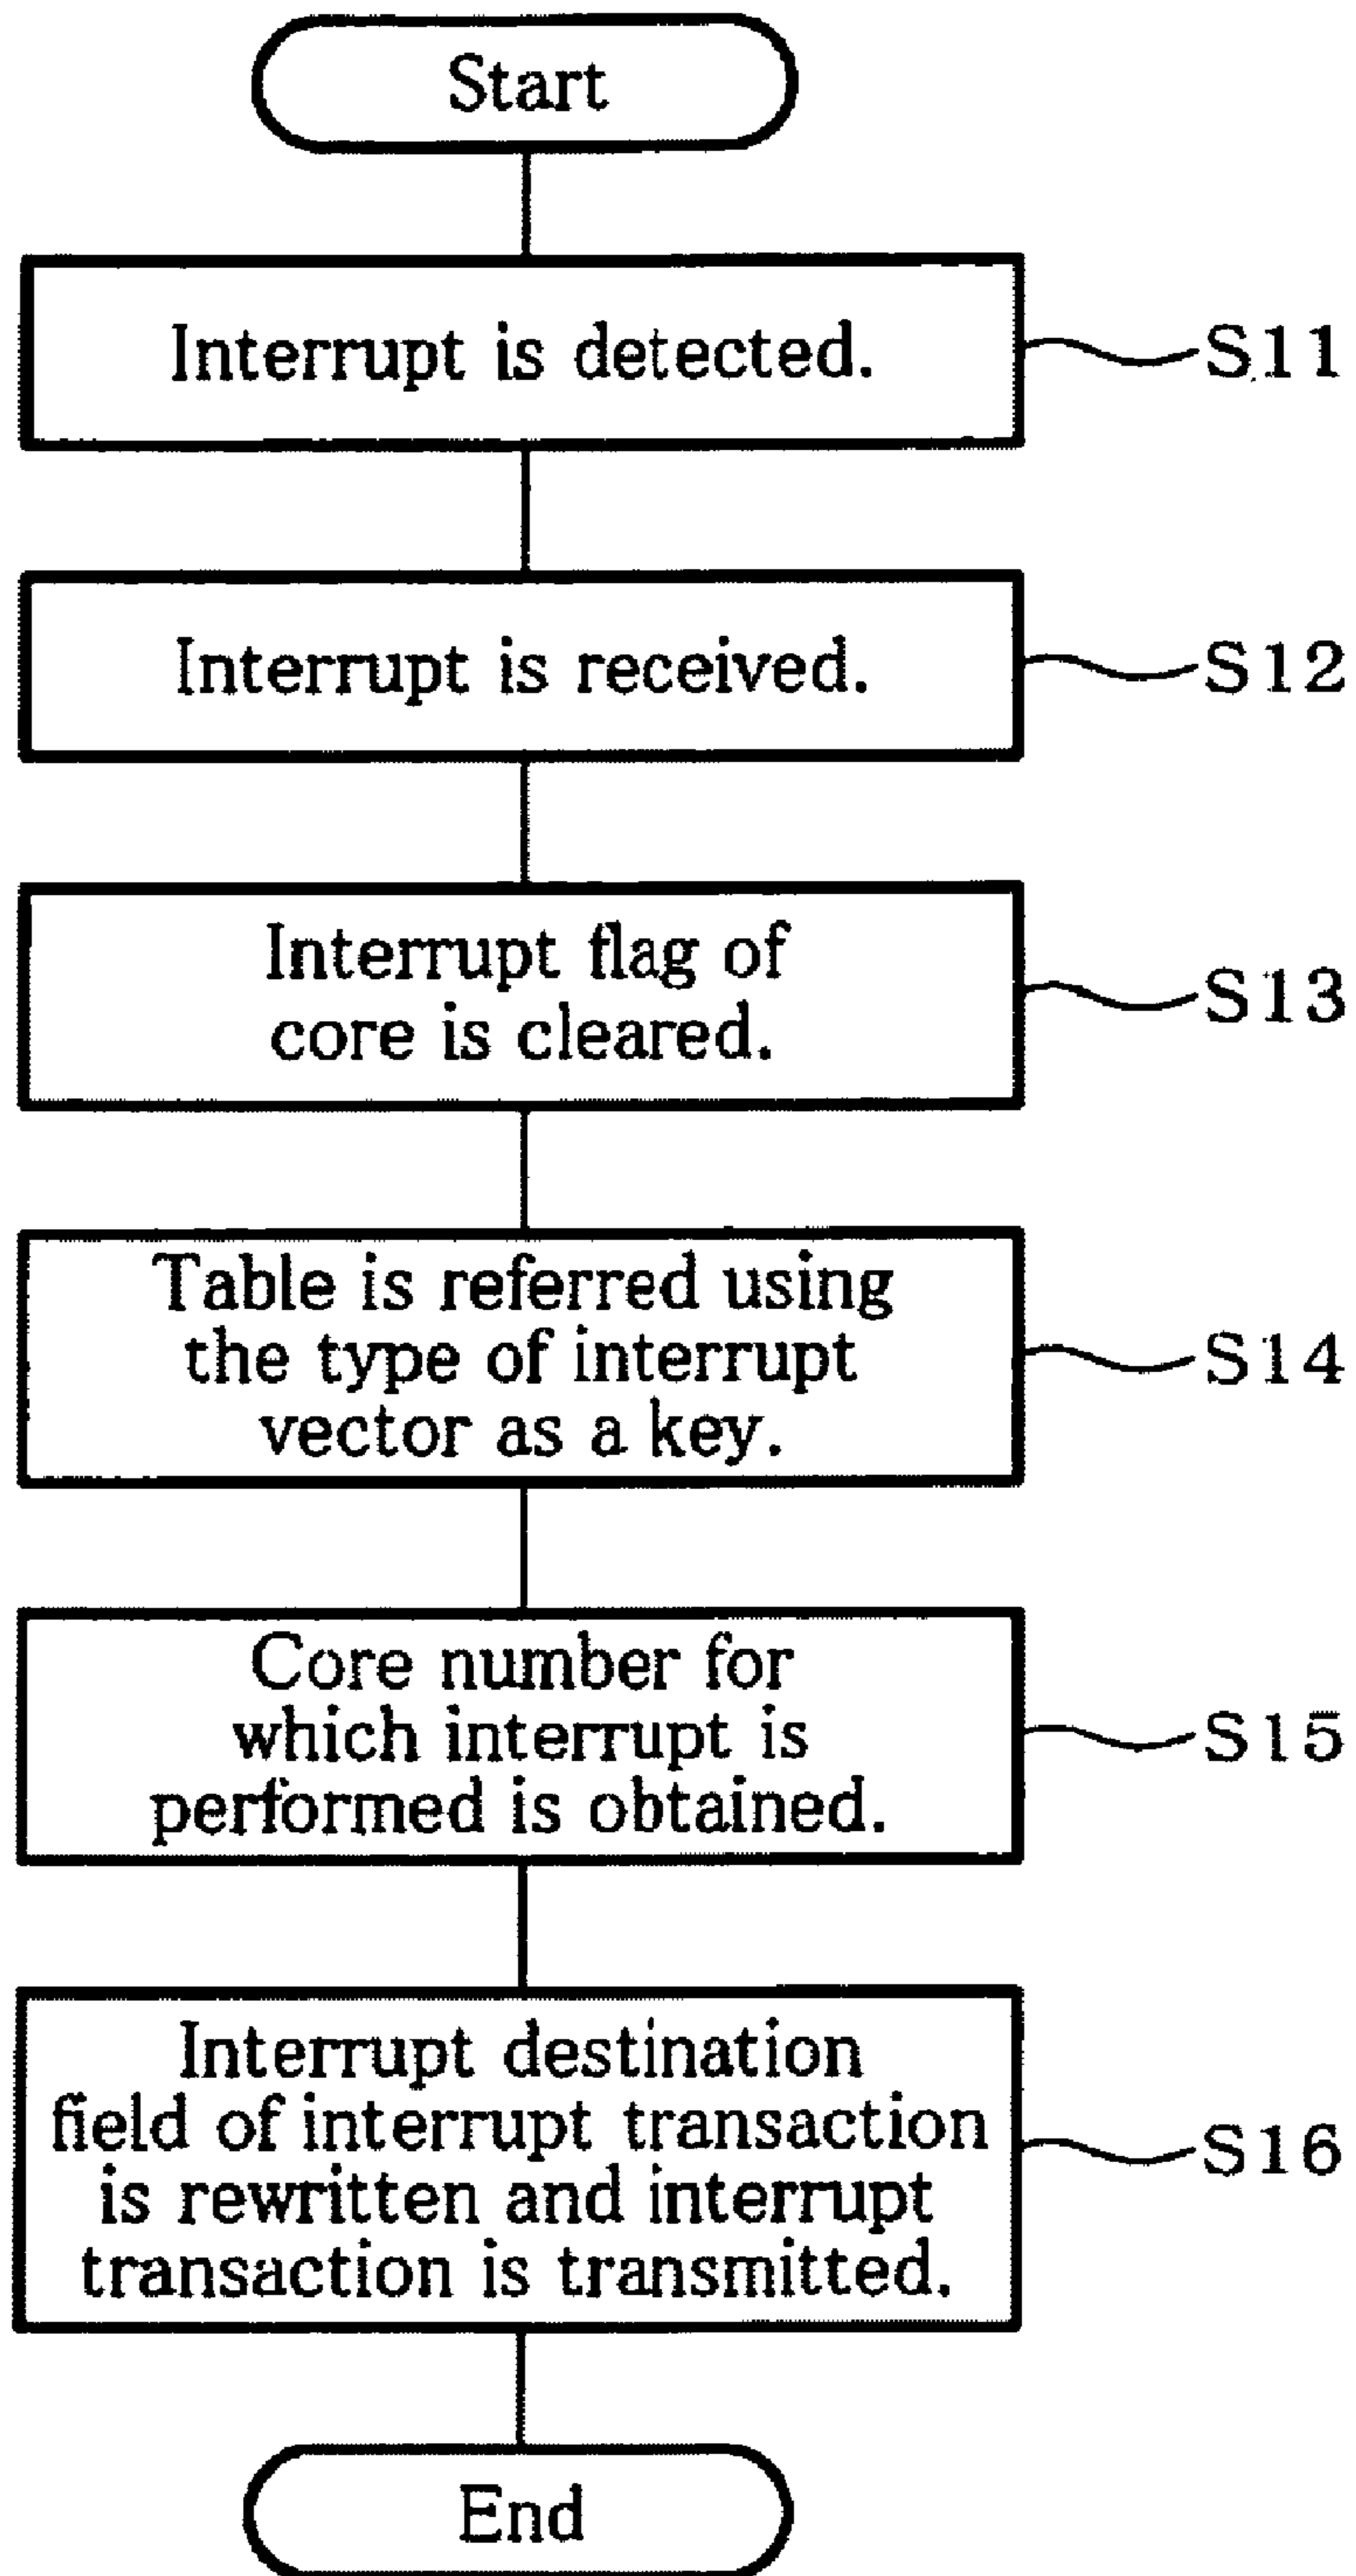 Start
Interrupt is detected.
S11
Interrupt is received.
S12
Interrupt flag of
core is cleared.
S13
Table is referred using
the type of interrupt
vector as a key.
S14
Core number for
which interrupt is
performed is obtained.
S15
Interrupt destination
field of interrupt transaction
is rewritten and interrupt
transaction is transmitted.
S16
End